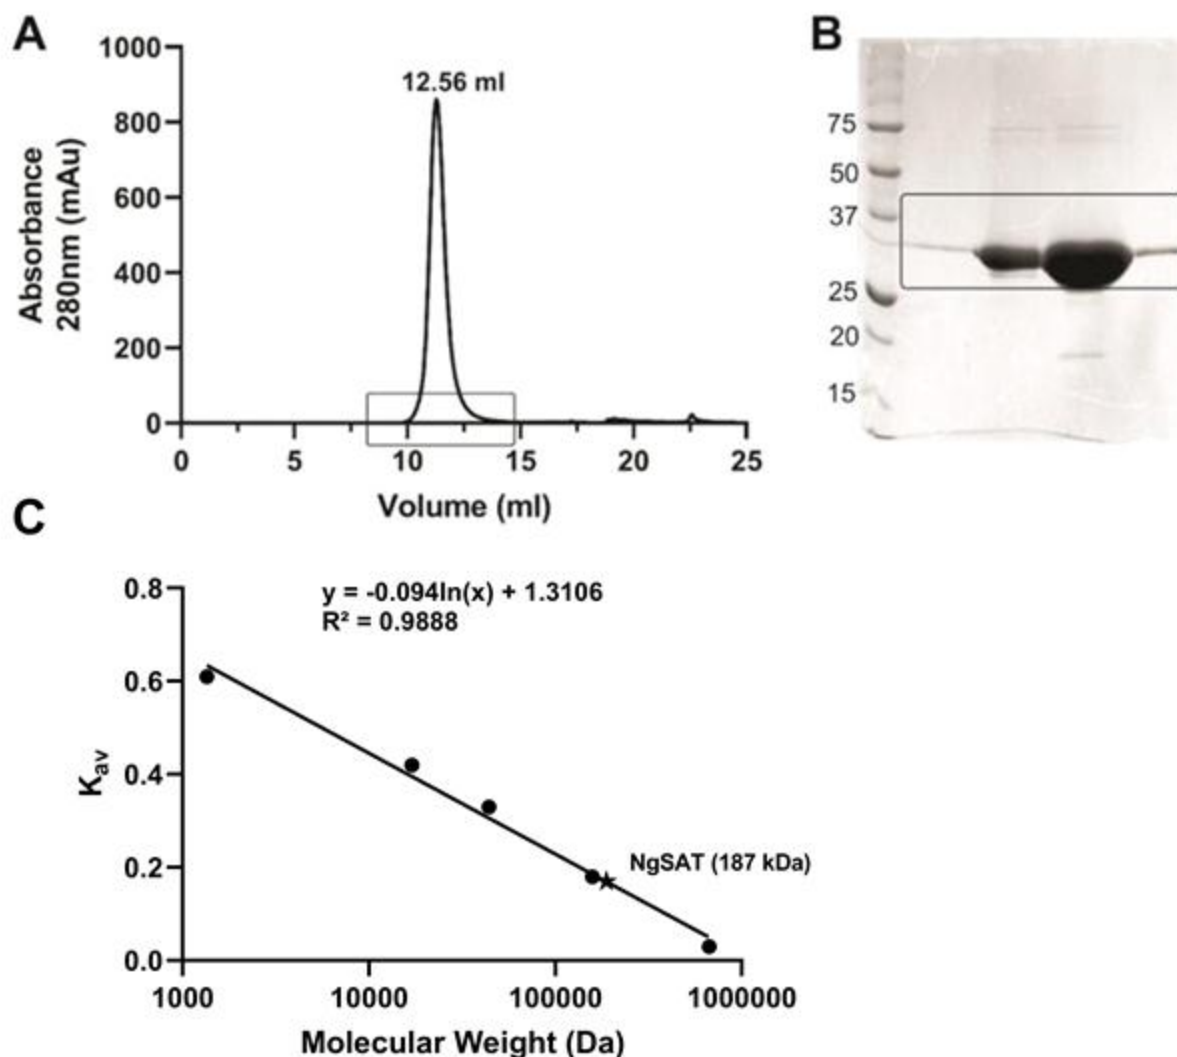 A
1000
800
600
400
200
0
Absorbance
280nm (mAu)
12.56 ml
0 5 10 15 20 25
Volume (ml)
B
75
50
37
25
20
15
C
y = -0.094ln(x) + 1.3106
R² = 0.9888
0.8
0.6
0.4
0.2
0.0
Kav
NgSAT (187 kDa)
1000 10000 100000 1000000
Molecular Weight (Da)